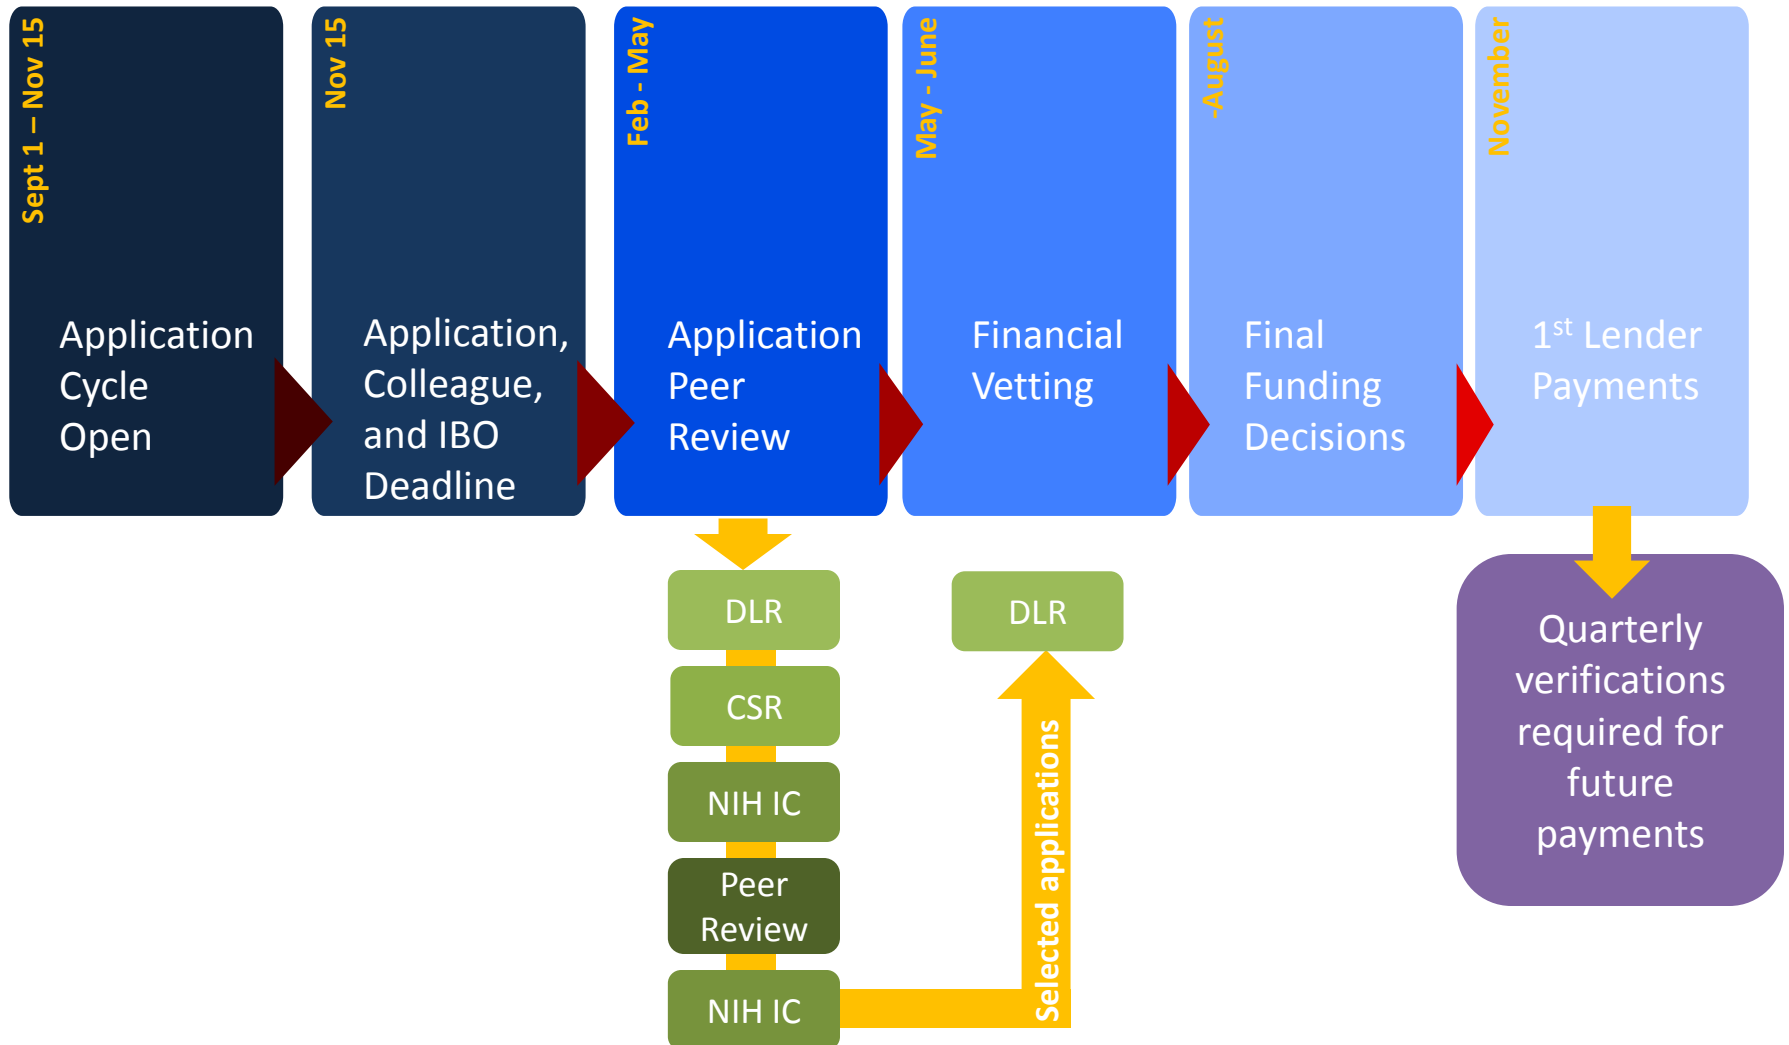 Sept 1 – Nov 15
Application
Cycle
Open
Nov 15
Application,
Colleague,
and IBO
Deadline
Feb - May
Application
Peer
Review
May - June
Financial
Vetting
-August
Final
Funding
Decisions
November
1st Lender
Payments
DLR
CSR
NIH IC
Peer
Review
NIH IC
Selected applications
DLR
Quarterly
verifications
required for
future
payments